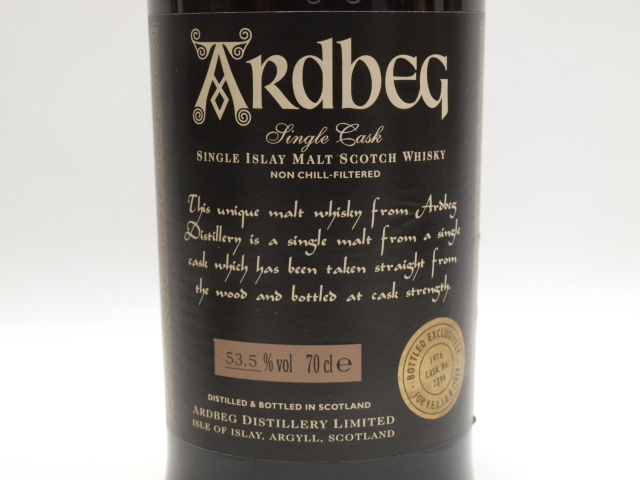 ARDBEG
Single Cask
SINGLE ISLAY MALT SCOTCH WHISKY
NON CHILL-FILTERED
This unique malt whisky from Ardbeg
Distillery is a single malt from a single
cask which has been taken straight from
the wood and bottled at cask strength.
53.5 % vol 70 cl e
BOTTLED EXCLUSIVELY
1976
CASK No.
2396
DISTILLED & BOTTLED IN SCOTLAND
ARDBEG DISTILLERY LIMITED
ISLE OF ISLAY, ARGYLL, SCOTLAND